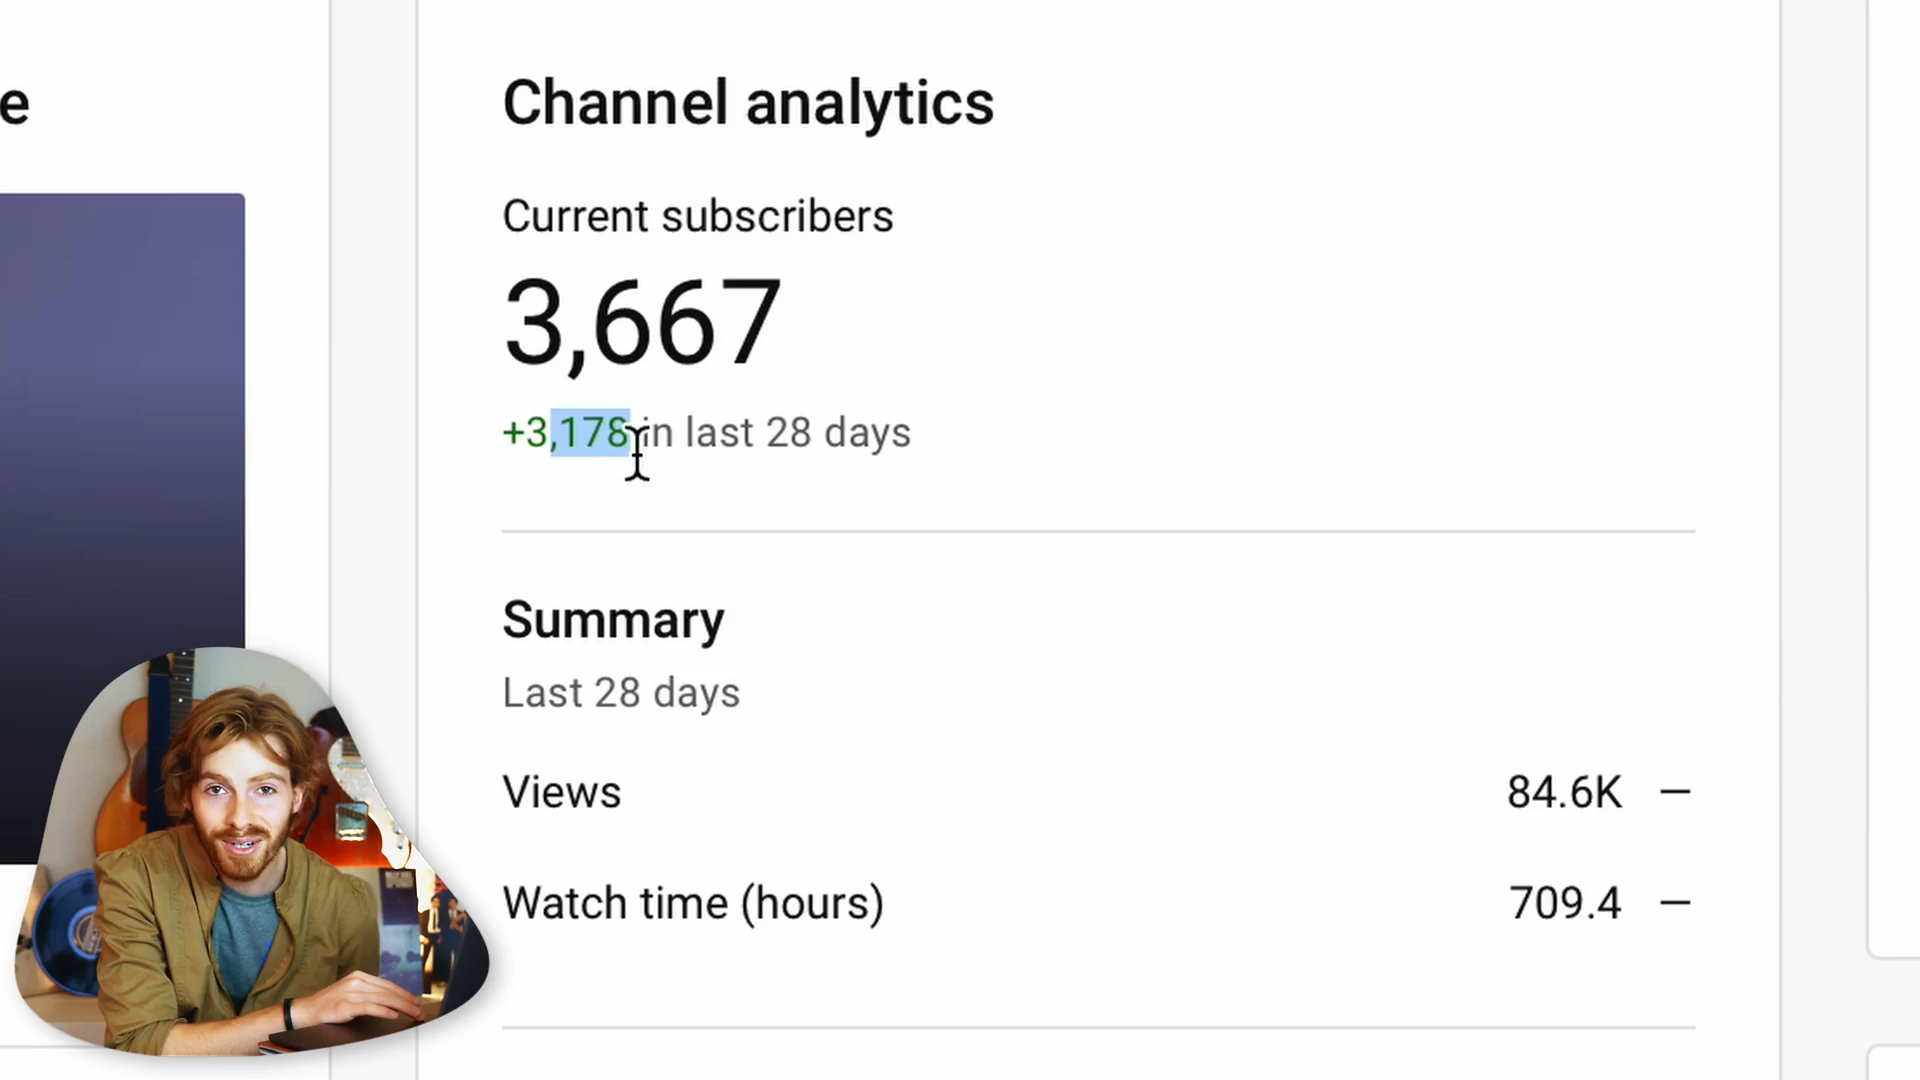 e
Channel analytics
Current subscribers
3,667
+3,178 in last 28 days
Summary
Last 28 days
Views 84.6K —
Watch time (hours) 709.4 —